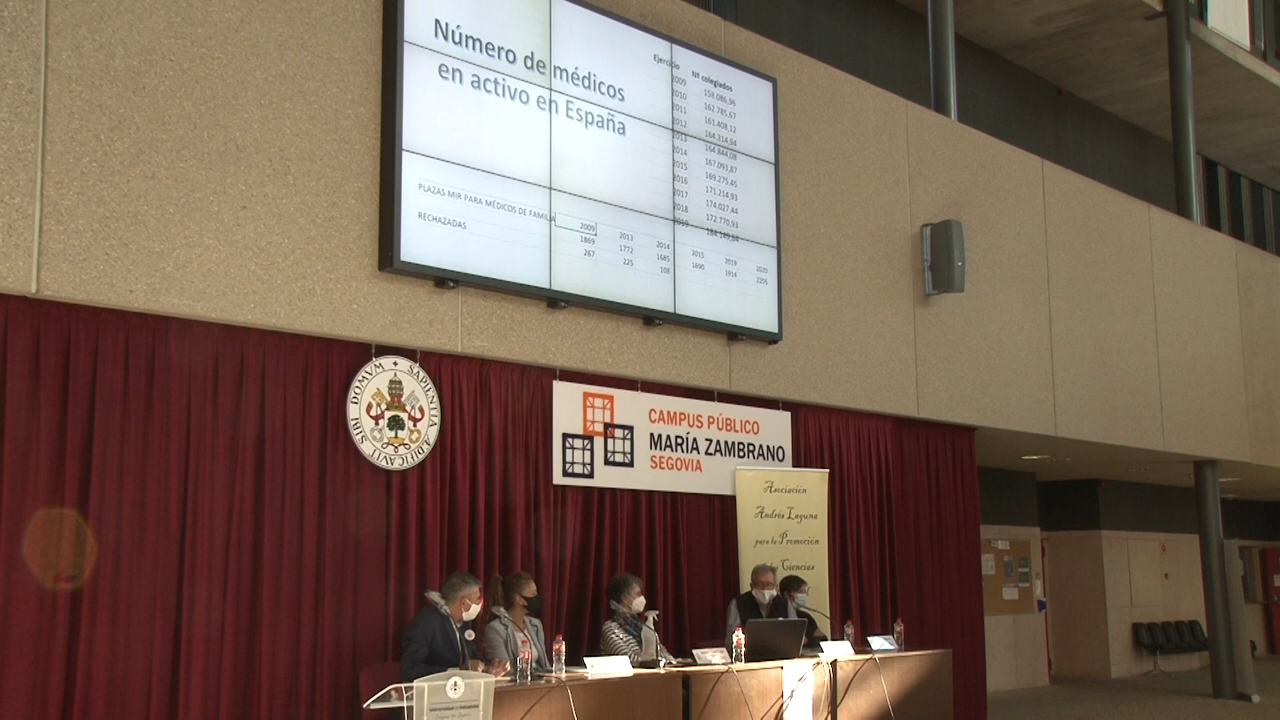 Número de médicos
en activo en España
Ejercicio Nº colegiados
2009 158.086,96
2010 162.785,67
2011 161.408,12
2012 164.314,94
2013 164.844,08
2014 167.093,87
2015 169.275,45
2016 171.214,93
2017 174.027,44
2018 172.770,93
2019
PLAZAS MIR PARA MÉDICOS DE FAMILIA
2009 2013 2014 2015 2019 2020
1869 1772 1685 1690 1914 2205
RECHAZADAS
267 225 108
SIBI DOMVM SAPIENTIA ÆDIFICAVIT
CAMPUS PÚBLICO
MARÍA ZAMBRANO
SEGOVIA
Asociación
Andrés Laguna
para la Promoción
Ciencias